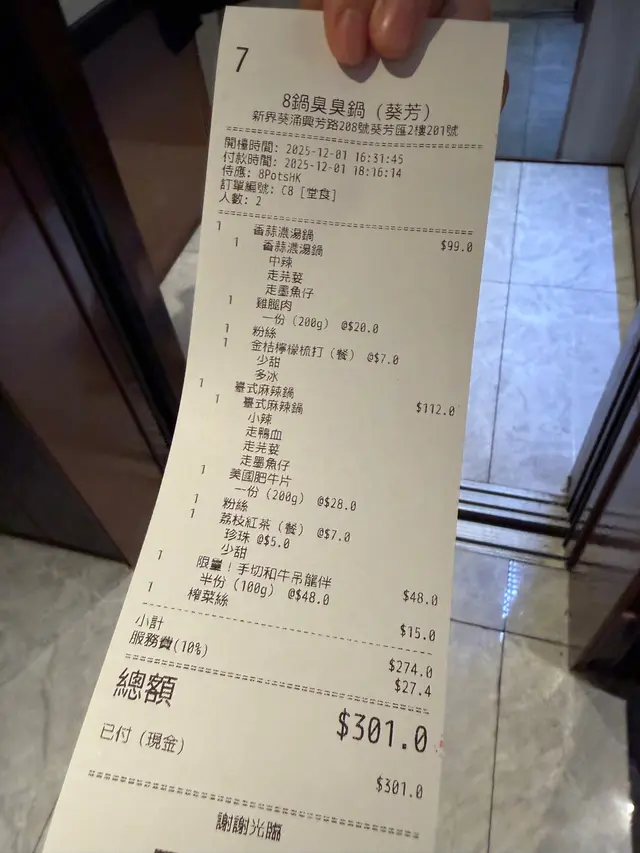 7
8鍋臭臭鍋 (葵芳)
新界葵涌興芳路208號葵芳匯2樓201號
開檯時間: 2025-12-01 16:31:45
付款時間: 2025-12-01 18:16:14
侍應: 8PotsHK
訂單編號: C8 [堂食]
人數: 2
1 香蒜濃湯鍋 $99.0
1 香蒜濃湯鍋
中辣
走芫荽
走墨魚仔
1 雞腿肉
一份 (200g) @$20.0
1 粉絲
1 金桔檸檬梳打 (餐) @$7.0
少甜
多冰
1 臺式麻辣鍋 $112.0
1 臺式麻辣鍋
小辣
走鴨血
走芫荽
走墨魚仔
1 美國肥牛片
一份 (200g) @$28.0
1 粉絲
1 荔枝紅茶 (餐) @$7.0
珍珠 @$5.0
少甜
1 限量!手切和牛吊龍伴 $48.0
半份 (100g) @$48.0
1 榨菜絲 $15.0
小計 $274.0
服務費(10%) $27.4
總額 $301.0
已付 (現金) $301.0
謝謝光臨